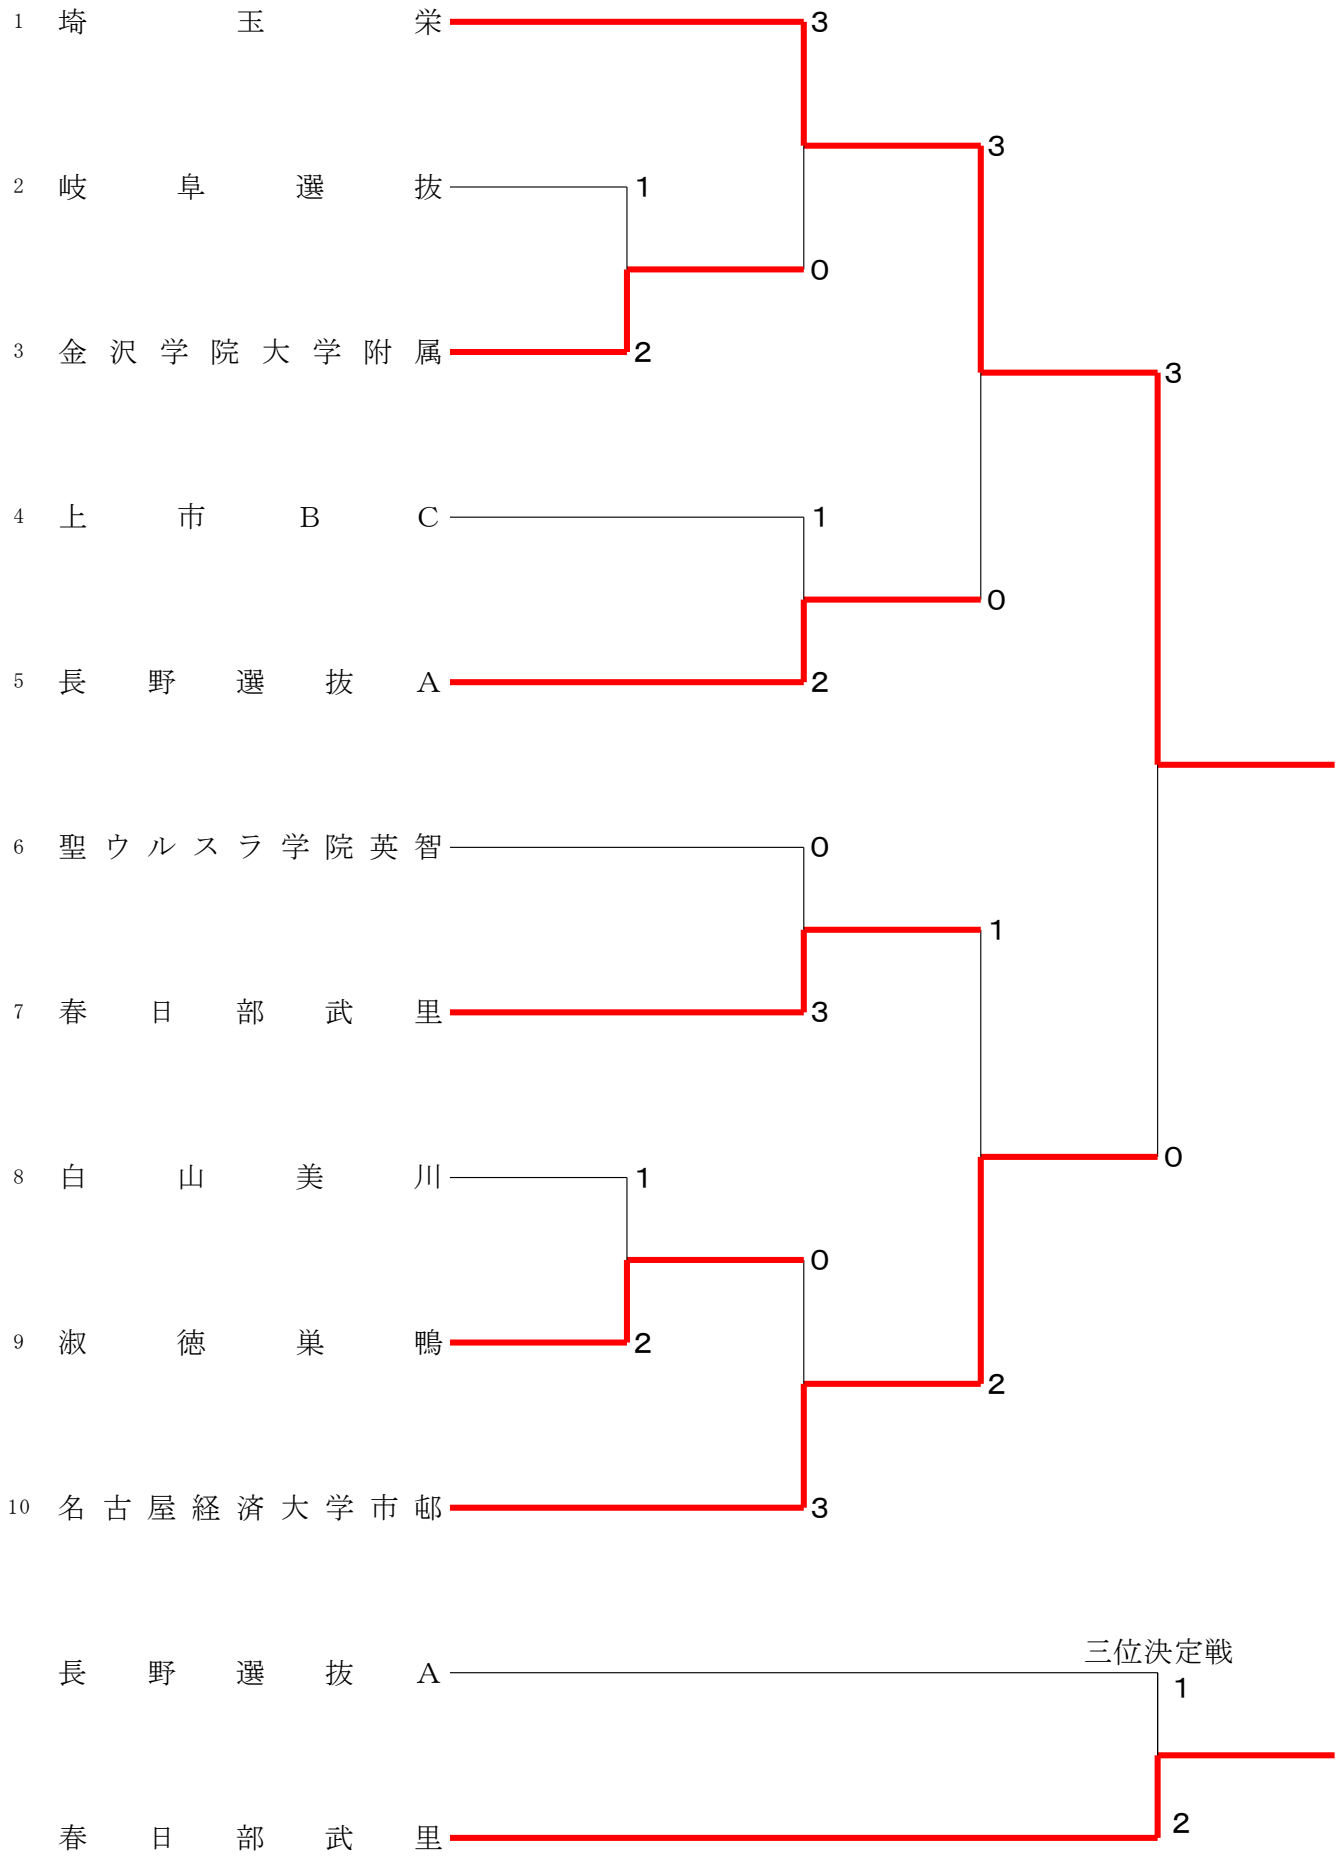 1 埼玉栄 3
3
2 岐阜選抜 1
0
3 金沢学院大学附属 2
3
4 上市BC 1
0
5 長野選抜A 2
6 聖ウルスラ学院英智 0
1
7 春日部武里 3
0
8 白山美川 1
0
9 淑徳巣鴨 2
2
10 名古屋経済大学市邨 3
三位決定戦
長野選抜A 1
春日部武里 2